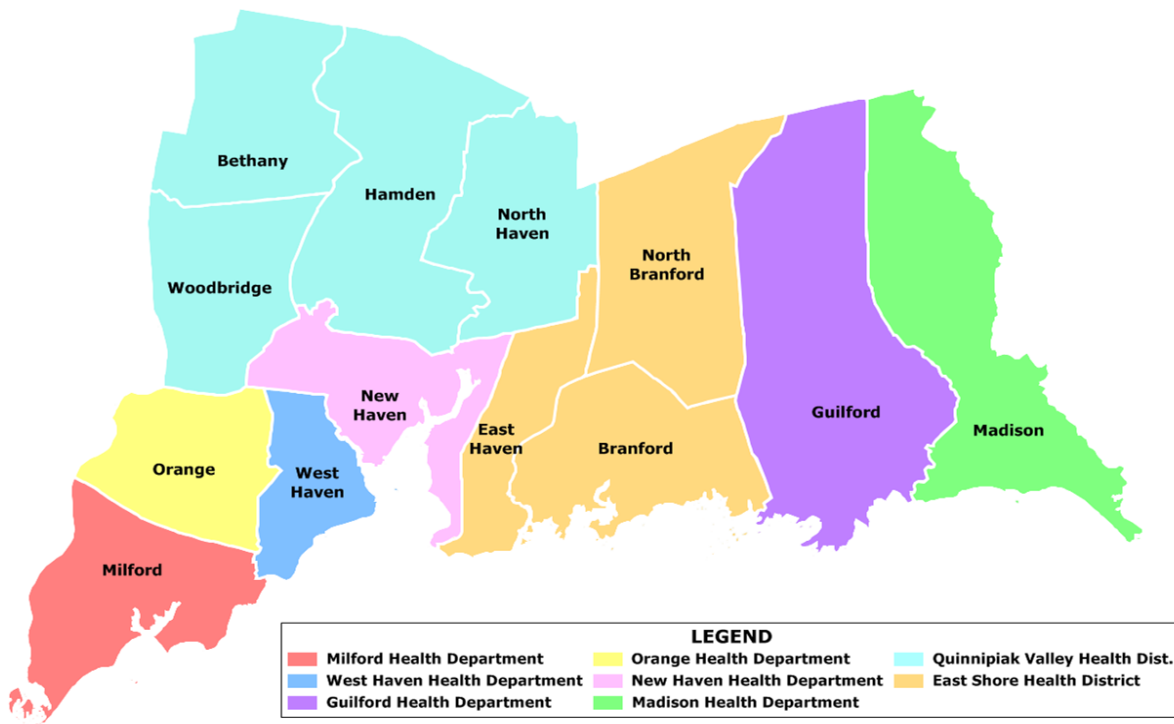 Bethany
Hamden
North
Haven
North
Branford
Woodbridge
New
Haven
Guilford
East
Haven
Branford
Madison
Orange
West
Haven
Milford
LEGEND
Milford Health Department
Orange Health Department
Quinnipiak Valley Health Dist.
West Haven Health Department
New Haven Health Department
East Shore Health District
Guilford Health Department
Madison Health Department